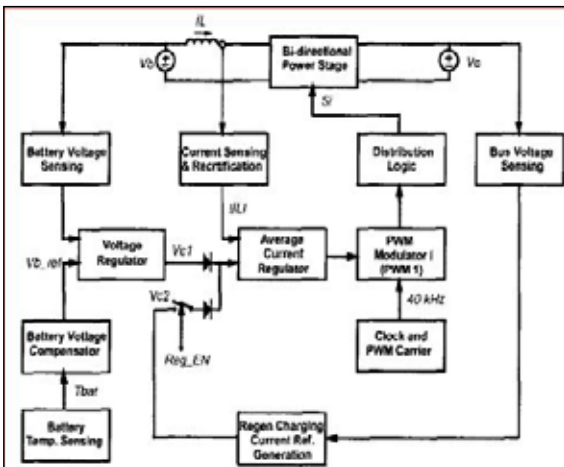 IL
Vb
Bi-directional
Power Stage
Vo
Si
Battery Voltage
Sensing
Current Sensing
& Recrtification
Distribution
Logic
Bus Voltage
Sensing
|IL|
Voltage
Regulator
Vc1
Average
Current
Regulator
PWM
Modulator I
(PWM 1)
Vb_ref
Vc2
40 kHz
Battery Voltage
Compensator
Clock and
PWM Carrier
Reg_EN
Tbat
Battery
Temp. Sensing
Regen Charging
Current Ref.
Generation